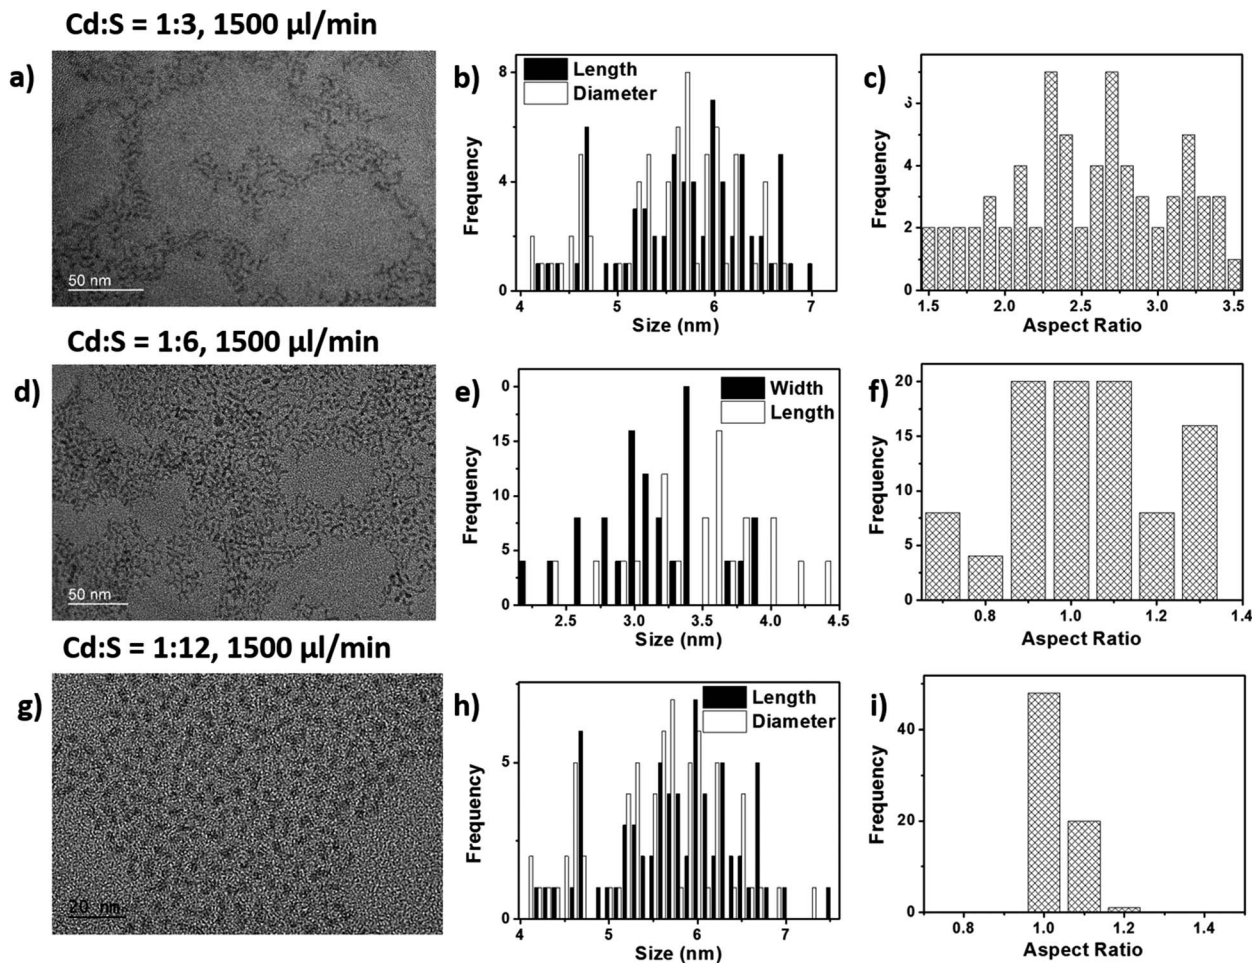 Cd:S = 1:3, 1500 µl/min
a)
50 nm
b)
Length
Diameter
Frequency
8
4
0
4
5
6
7
Size (nm)
c)
Frequency
6
4
2
0
1.5
2.0
2.5
3.0
3.5
Aspect Ratio
Cd:S = 1:6, 1500 µl/min
d)
50 nm
e)
Width
Length
Frequency
0
15
10
5
0
2.5
3.0
3.5
4.0
4.5
Size (nm)
f)
Frequency
20
15
10
5
0
0.8
1.0
1.2
1.4
Aspect Ratio
Cd:S = 1:12, 1500 µl/min
g)
20 nm
h)
Length
Diameter
Frequency
5
0
4
5
6
7
Size (nm)
i)
Frequency
40
20
0
0.8
1.0
1.2
1.4
Aspect Ratio